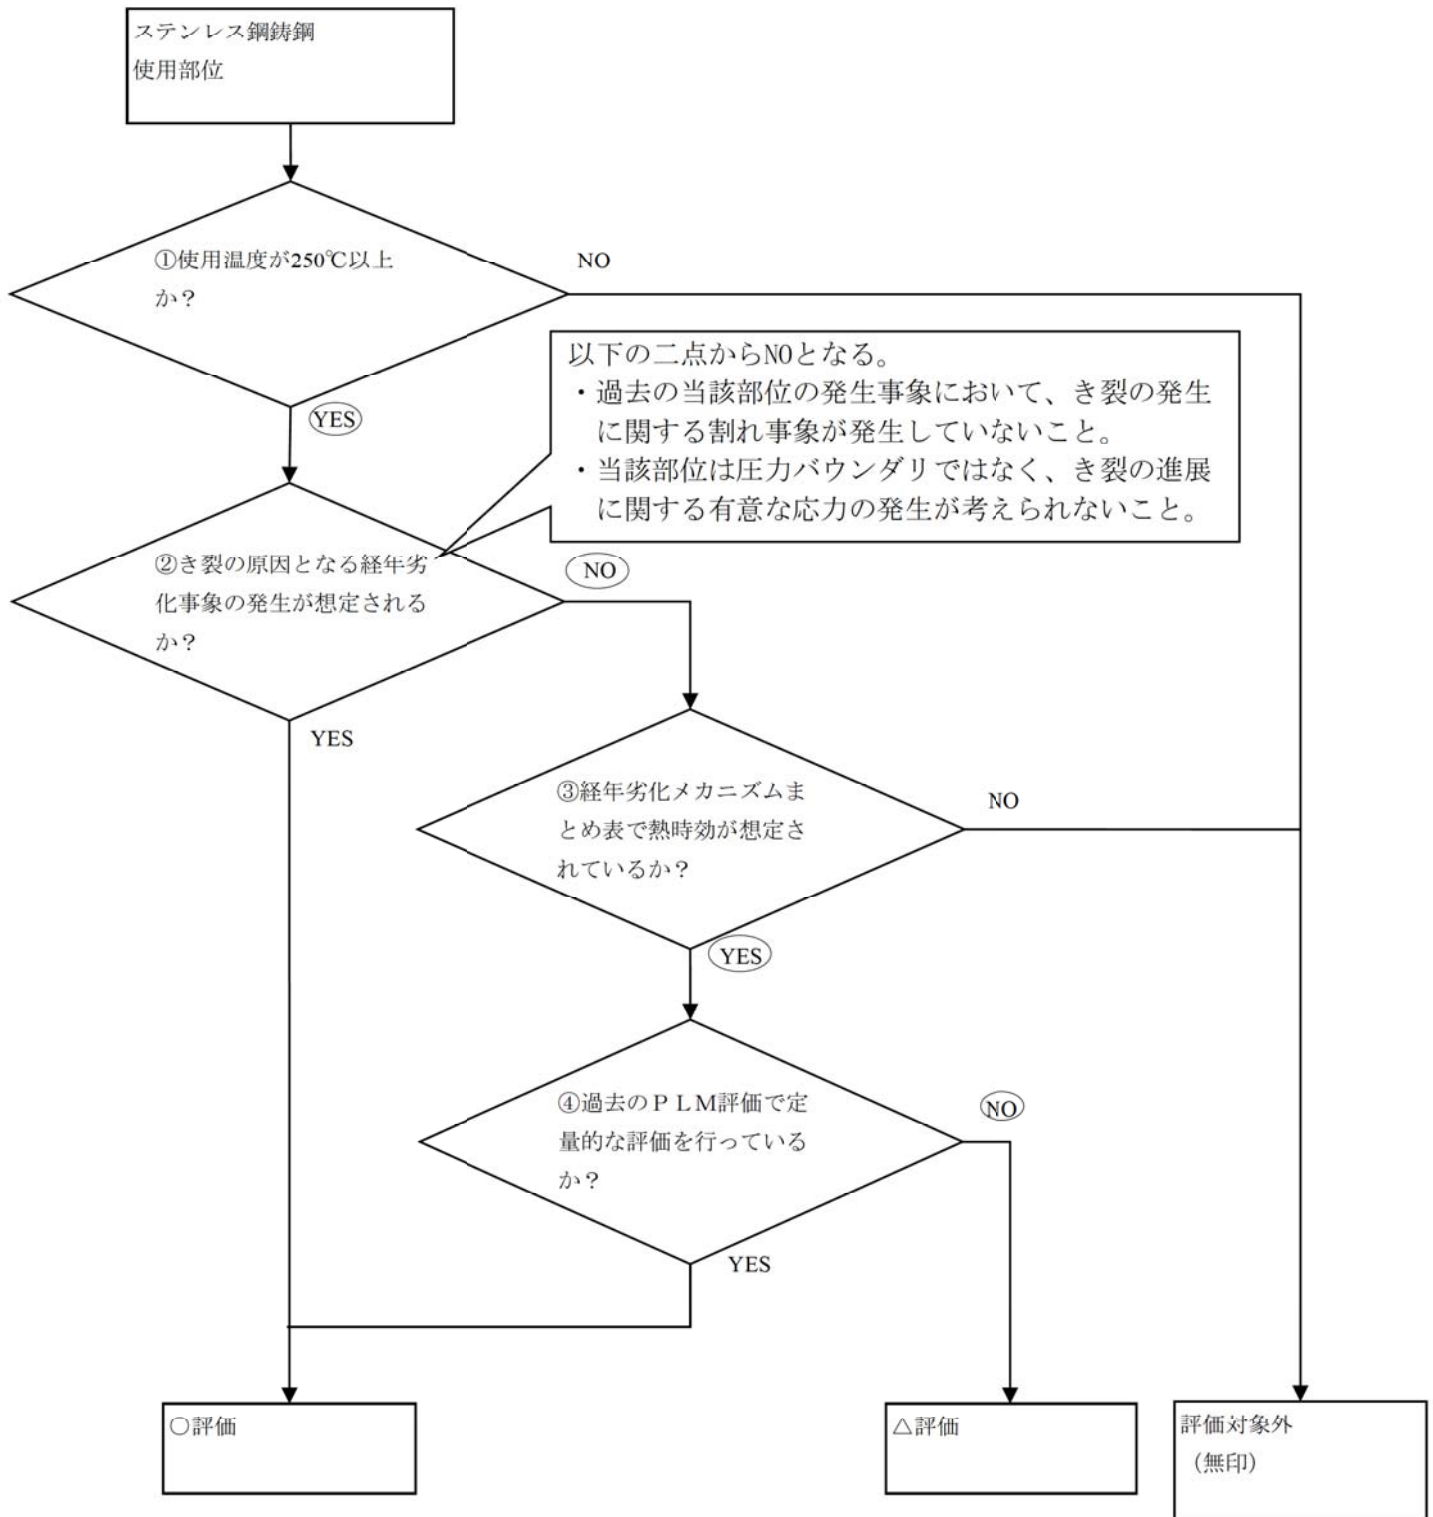 ステンレス鋼鋳鋼
使用部位
①使用温度が250℃以上
か？
NO
YES
以下の二点からNOとなる。
・過去の当該部位の発生事象において、き裂の発生
に関する割れ事象が発生していないこと。
・当該部位は圧力バウンダリではなく、き裂の進展
に関する有意な応力の発生が考えられないこと。
②き裂の原因となる経年劣
化事象の発生が想定される
か？
NO
YES
③経年劣化メカニズムま
とめ表で熱時効が想定さ
れているか？
NO
YES
④過去のＰＬＭ評価で定
量的な評価を行っている
か？
NO
YES
○評価
△評価
評価対象外
（無印）